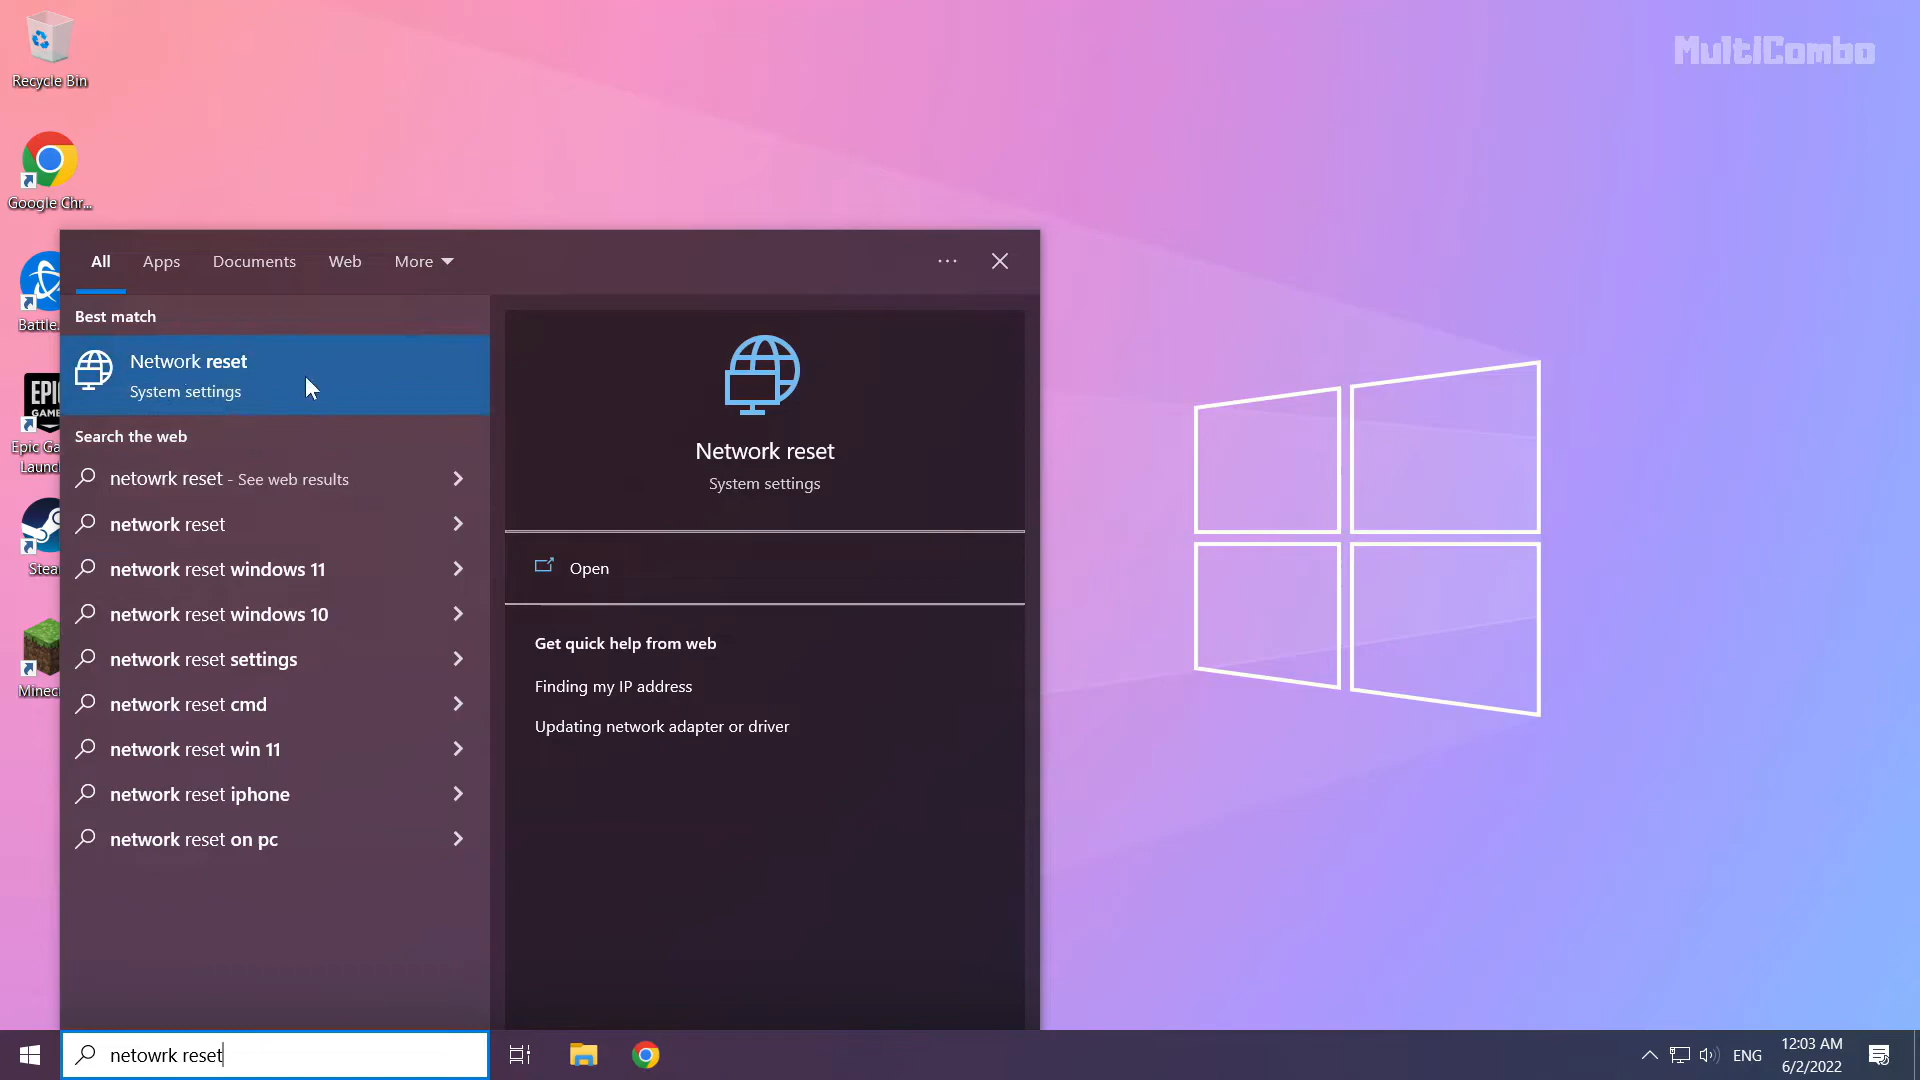 MultiCombo
Recycle Bin
Google Chr...
Battle.
EPIC
GAM
Epic Ga
Launc
Stea
Minec
All
Apps
Documents
Web
More
Best match
Network reset
System settings
Search the web
netowrk reset - See web results
network reset
network reset windows 11
network reset windows 10
network reset settings
network reset cmd
network reset win 11
network reset iphone
network reset on pc
Network reset
System settings
Open
Get quick help from web
Finding my IP address
Updating network adapter or driver
netowrk reset
ENG
12:03 AM
6/2/2022